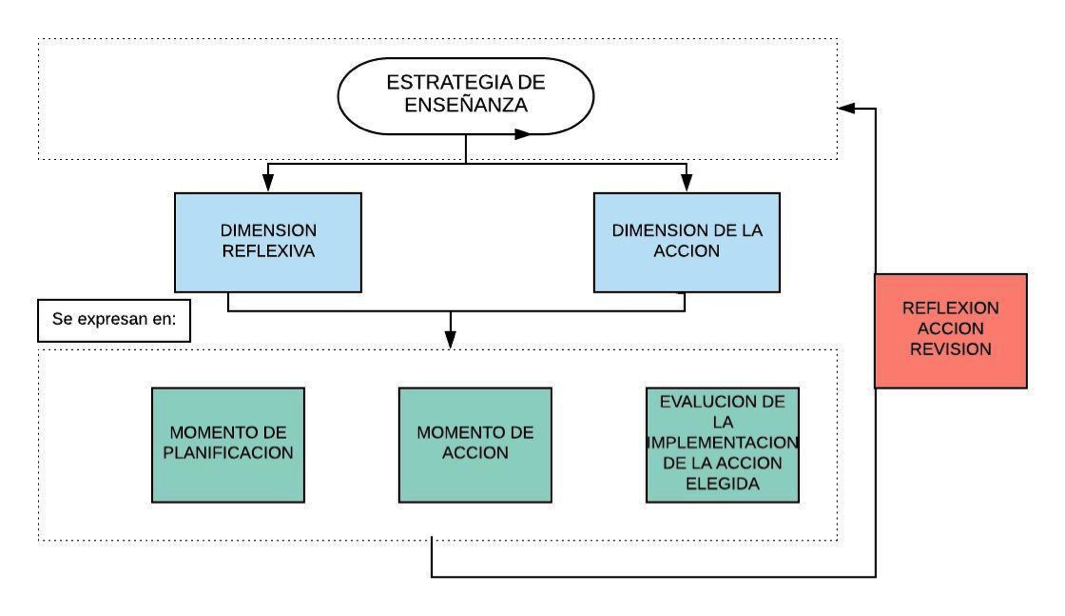 ESTRATEGIA DE
ENSEÑANZA
DIMENSION
REFLEXIVA
DIMENSION DE LA
ACCION
Se expresan en:
REFLEXION
ACCION
REVISION
MOMENTO DE
PLANIFICACION
MOMENTO DE
ACCION
EVALUCION DE
LA
IMPLEMENTACION
DE LA ACCION
ELEGIDA